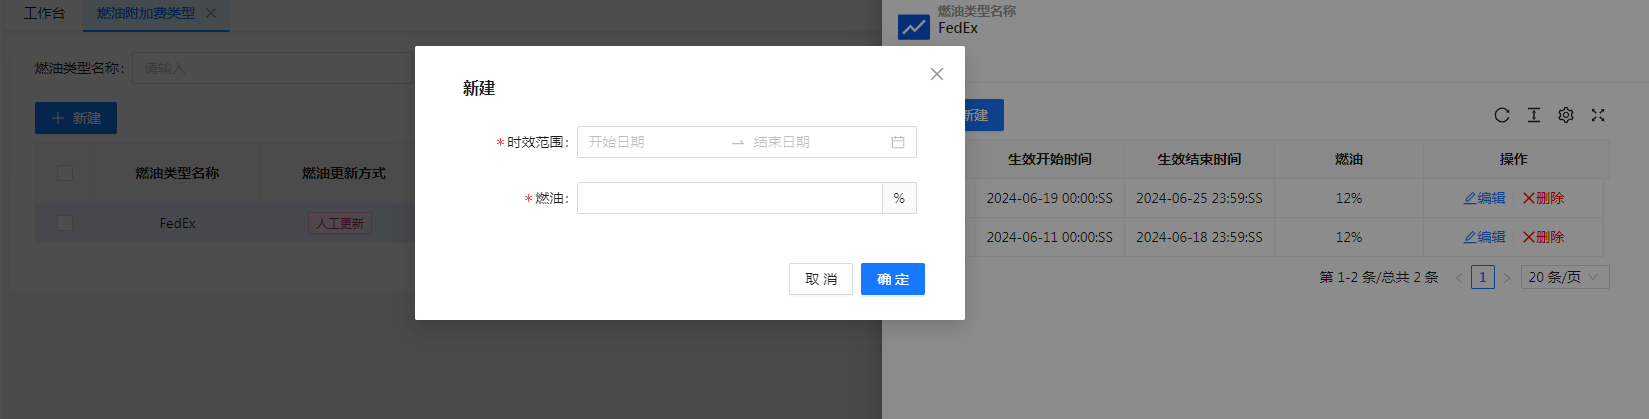 工作台 燃油附加费类型
燃油类型名称
FedEx
燃油类型名称: 请输入
新建
燃油类型名称 燃油更新方式
FedEx 人工更新
新建
*时效范围: 开始日期 → 结束日期
*燃油: %
取 消 确 定
新建
生效开始时间 生效结束时间 燃油 操作
2024-06-19 00:00:SS 2024-06-25 23:59:SS 12% 编辑 删除
2024-06-11 00:00:SS 2024-06-18 23:59:SS 12% 编辑 删除
第 1-2 条/总共 2 条 < 1 > 20 条/页